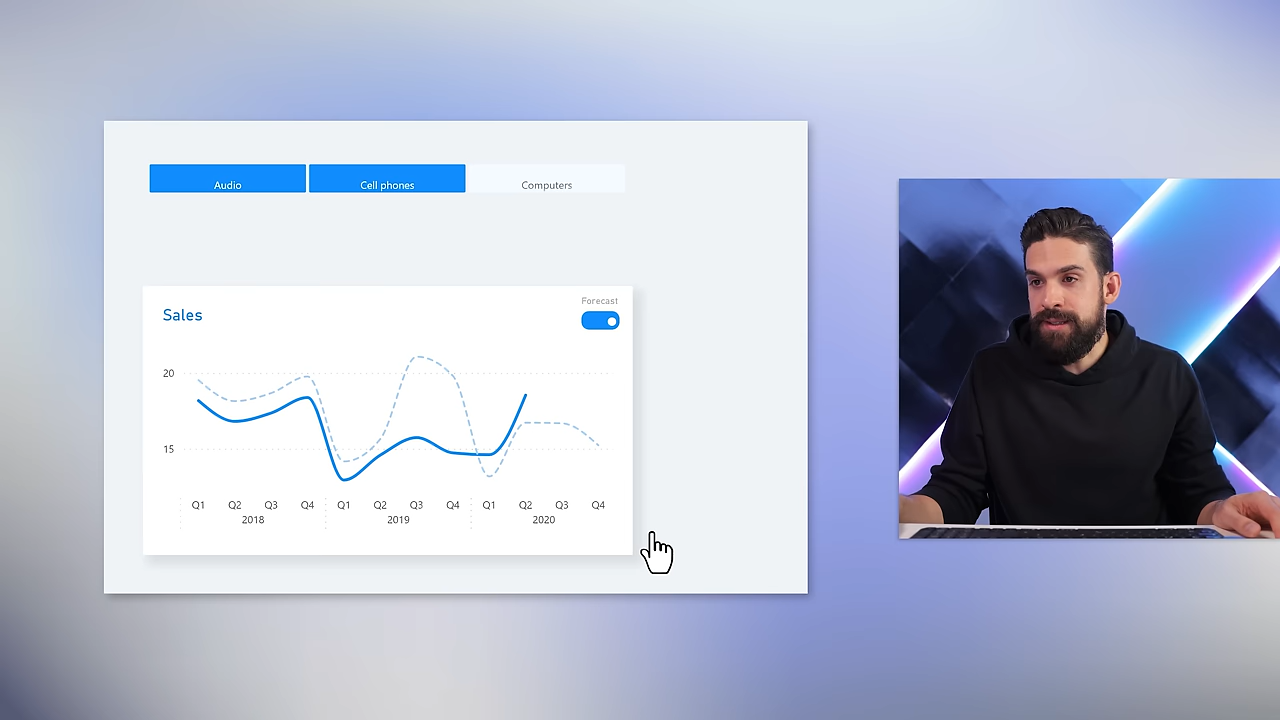 Audio Cell phones Computers
Forecast
Sales
20
15
Q1 Q2 Q3 Q4 Q1 Q2 Q3 Q4 Q1 Q2 Q3 Q4
2018 2019 2020